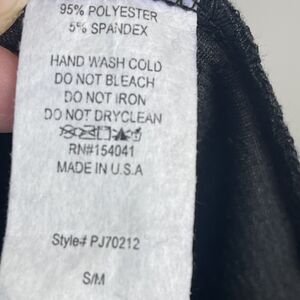 95% POLYESTER
5% SPANDEX
HAND WASH COLD
DO NOT BLEACH
DO NOT IRON
DO NOT DRYCLEAN
RN#154041
MADE IN U.S.A
Style# PJ70212
S/M